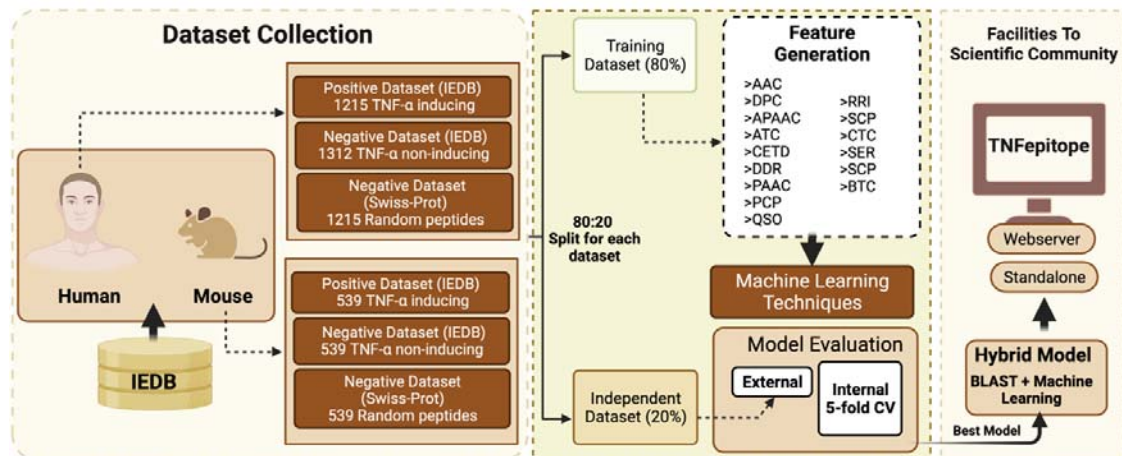 Dataset Collection
Positive Dataset (IEDB)
1215 TNF-α inducing
Negative Dataset (IEDB)
1312 TNF-α non-inducing
Negative Dataset
(Swiss-Prot)
1215 Random peptides
Human
Mouse
IEDB
Positive Dataset (IEDB)
539 TNF-α inducing
Negative Dataset (IEDB)
539 TNF-α non-inducing
Negative Dataset
(Swiss-Prot)
539 Random peptides
80:20
Split for each
dataset
Training
Dataset (80%)
Independent
Dataset (20%)
Feature
Generation
>AAC
>DPC
>APAAC
>ATC
>CETD
>DDR
>PAAC
>PCP
>QSO
>RRI
>SCP
>CTC
>SER
>SCP
>BTC
Machine Learning
Techniques
Model Evaluation
External
Internal
5-fold CV
Best Model
Facilities To
Scientific Community
TNFepitope
Webserver
Standalone
Hybrid Model
BLAST + Machine
Learning